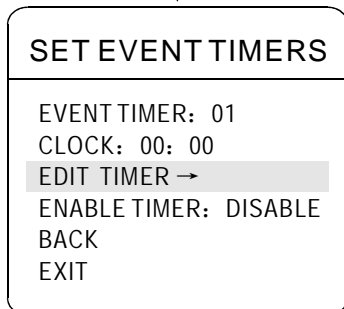 SET EVENT TIMERS
EVENT TIMER：01
CLOCK：00：00
EDIT TIMER →
ENABLE TIMER：DISABLE
BACK
EXIT